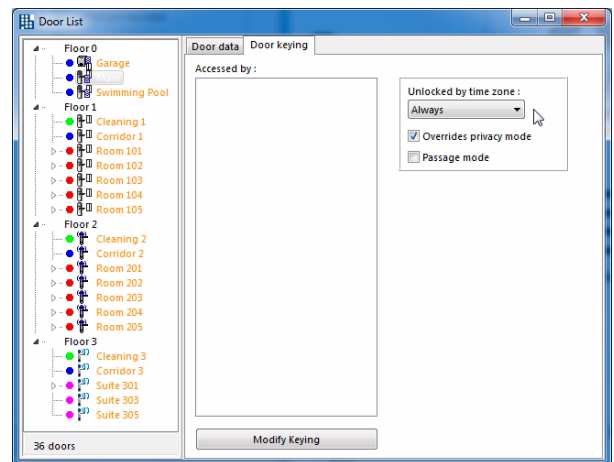 Door List
Floor 0
Garage
Swimming Pool
Floor 1
Cleaning 1
Corridor 1
Room 101
Room 102
Room 103
Room 104
Room 105
Floor 2
Cleaning 2
Corridor 2
Room 201
Room 202
Room 203
Room 204
Room 205
Floor 3
Cleaning 3
Corridor 3
Suite 301
Suite 303
Suite 305
36 doors
Door data Door keying
Accessed by :
Modify Keying
Unlocked by time zone :
Always
Overrides privacy mode
Passage mode